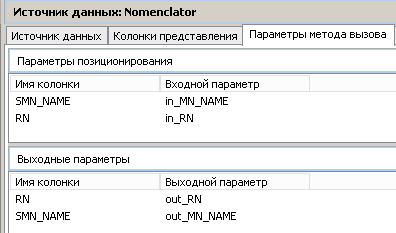 Источник данных: Nomenclator
Источник данных Колонки представления Параметры метода вызова
Параметры позиционирования
Имя колонки Входной параметр
SMN_NAME in_MN_NAME
RN in_RN
Выходные параметры
Имя колонки Выходной параметр
RN out_RN
SMN_NAME out_MN_NAME